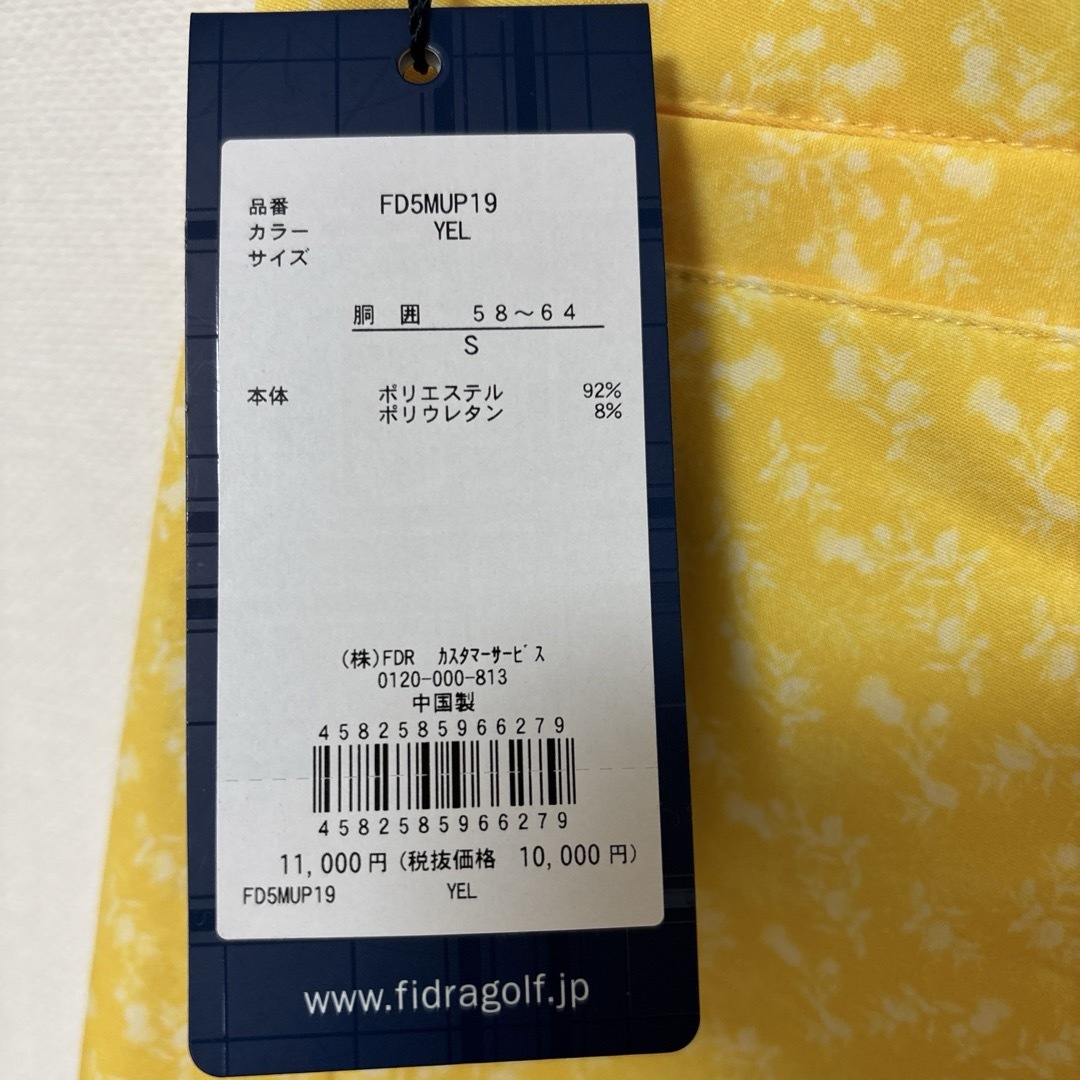 品番 FD5MUP19
カラー YEL
サイズ
胴 囲 58～64
S
本体 ポリエステル 92%
ポリウレタン 8%
(株)FDR ｶｽﾀﾏｰｻｰﾋﾞｽ
0120-000-813
中国製
4582585966279
4582585966279
11,000円(税抜価格 10,000円)
FD5MUP19 YEL
www.fidragolf.jp